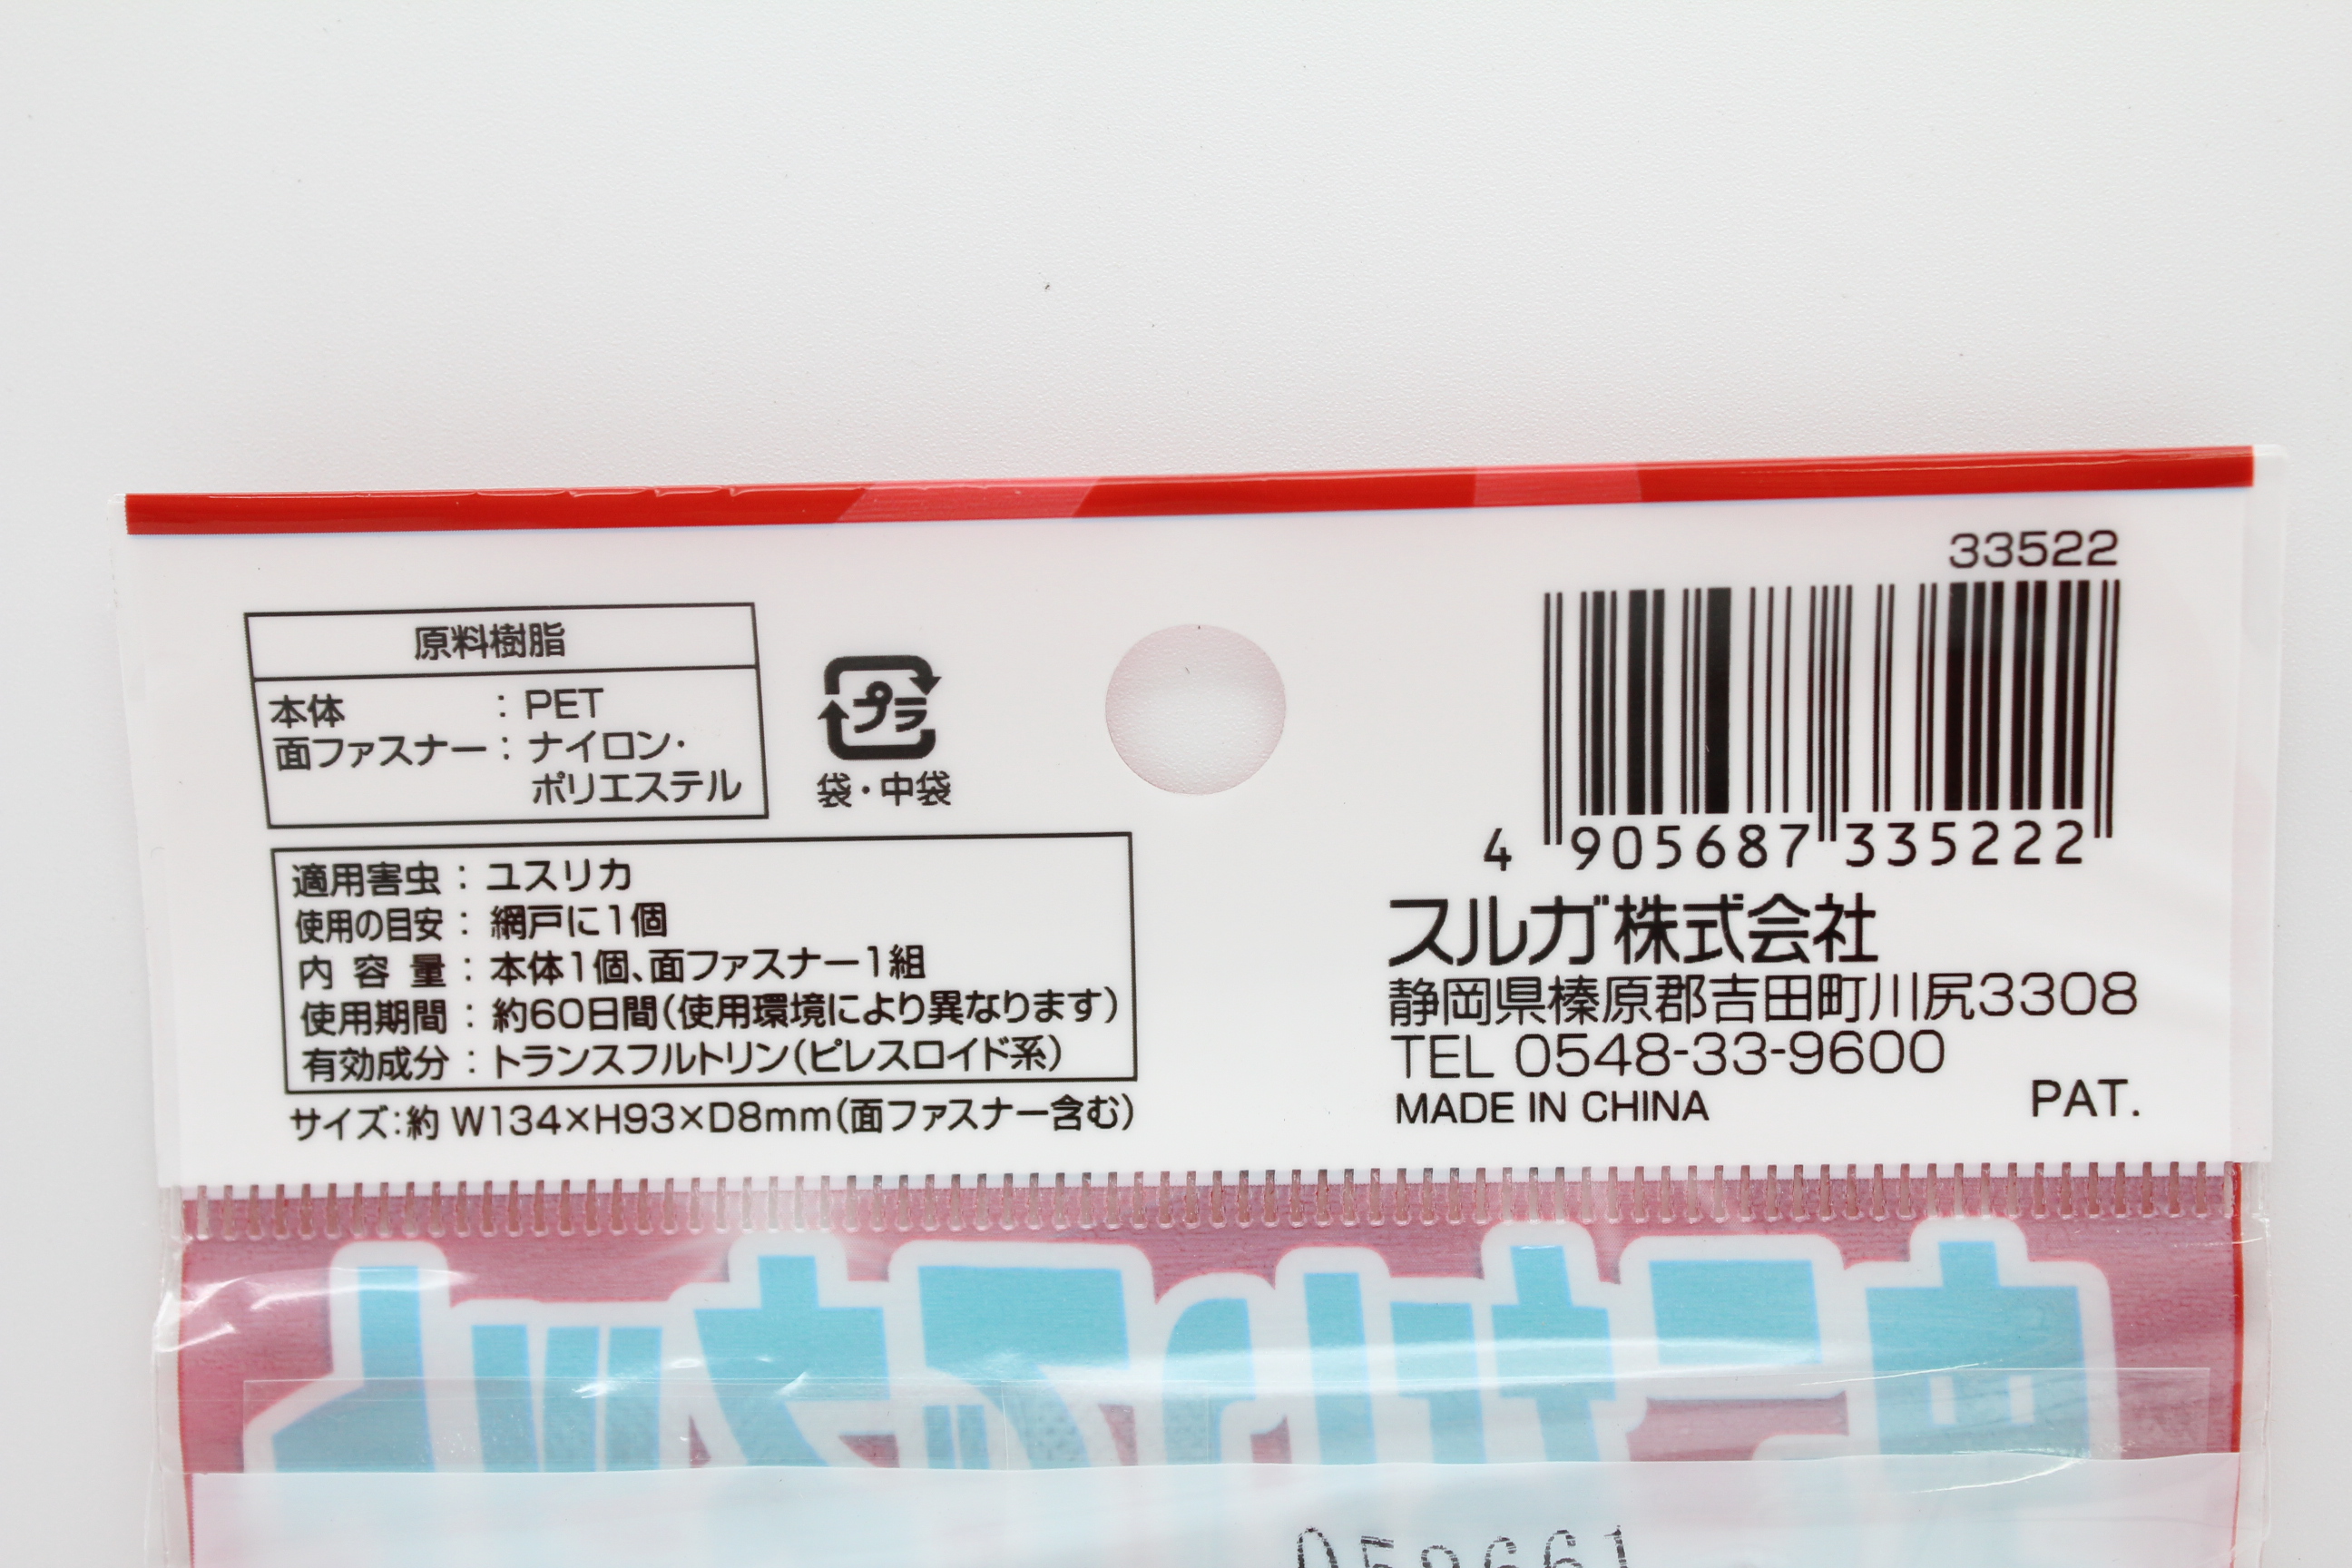 原料樹脂
本体 : PET
面ファスナー : ナイロン・
ポリエステル
プラ
袋・中袋
適用害虫 : ユスリカ
使用の目安 : 網戸に1個
内容量 : 本体1個、面ファスナー1組
使用期間 : 約60日間(使用環境により異なります)
有効成分 : トランスフルトリン(ピレスロイド系)
サイズ:約 W134×H93×D8mm(面ファスナー含む)
33522
4 905687 335222
スルガ株式会社
静岡県榛原郡吉田町川尻3308
TEL 0548-33-9600
MADE IN CHINA
PAT.